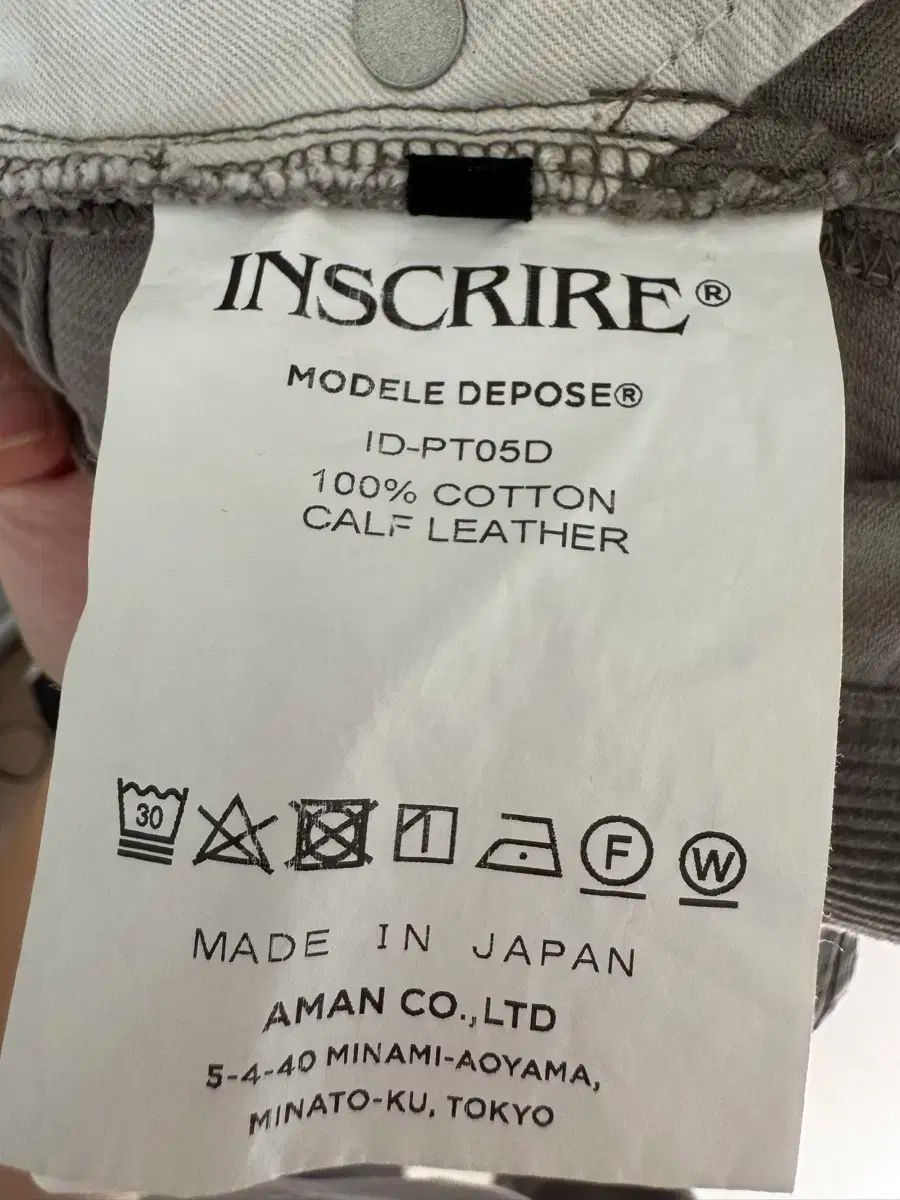 INSCRIRE®
MODELE DEPOSE®
ID-PT05D
100% COTTON
CALF LEATHER
30
F W
MADE IN JAPAN
AMAN CO.,LTD
5-4-40 MINAMI-AOYAMA,
MINATO-KU, TOKYO